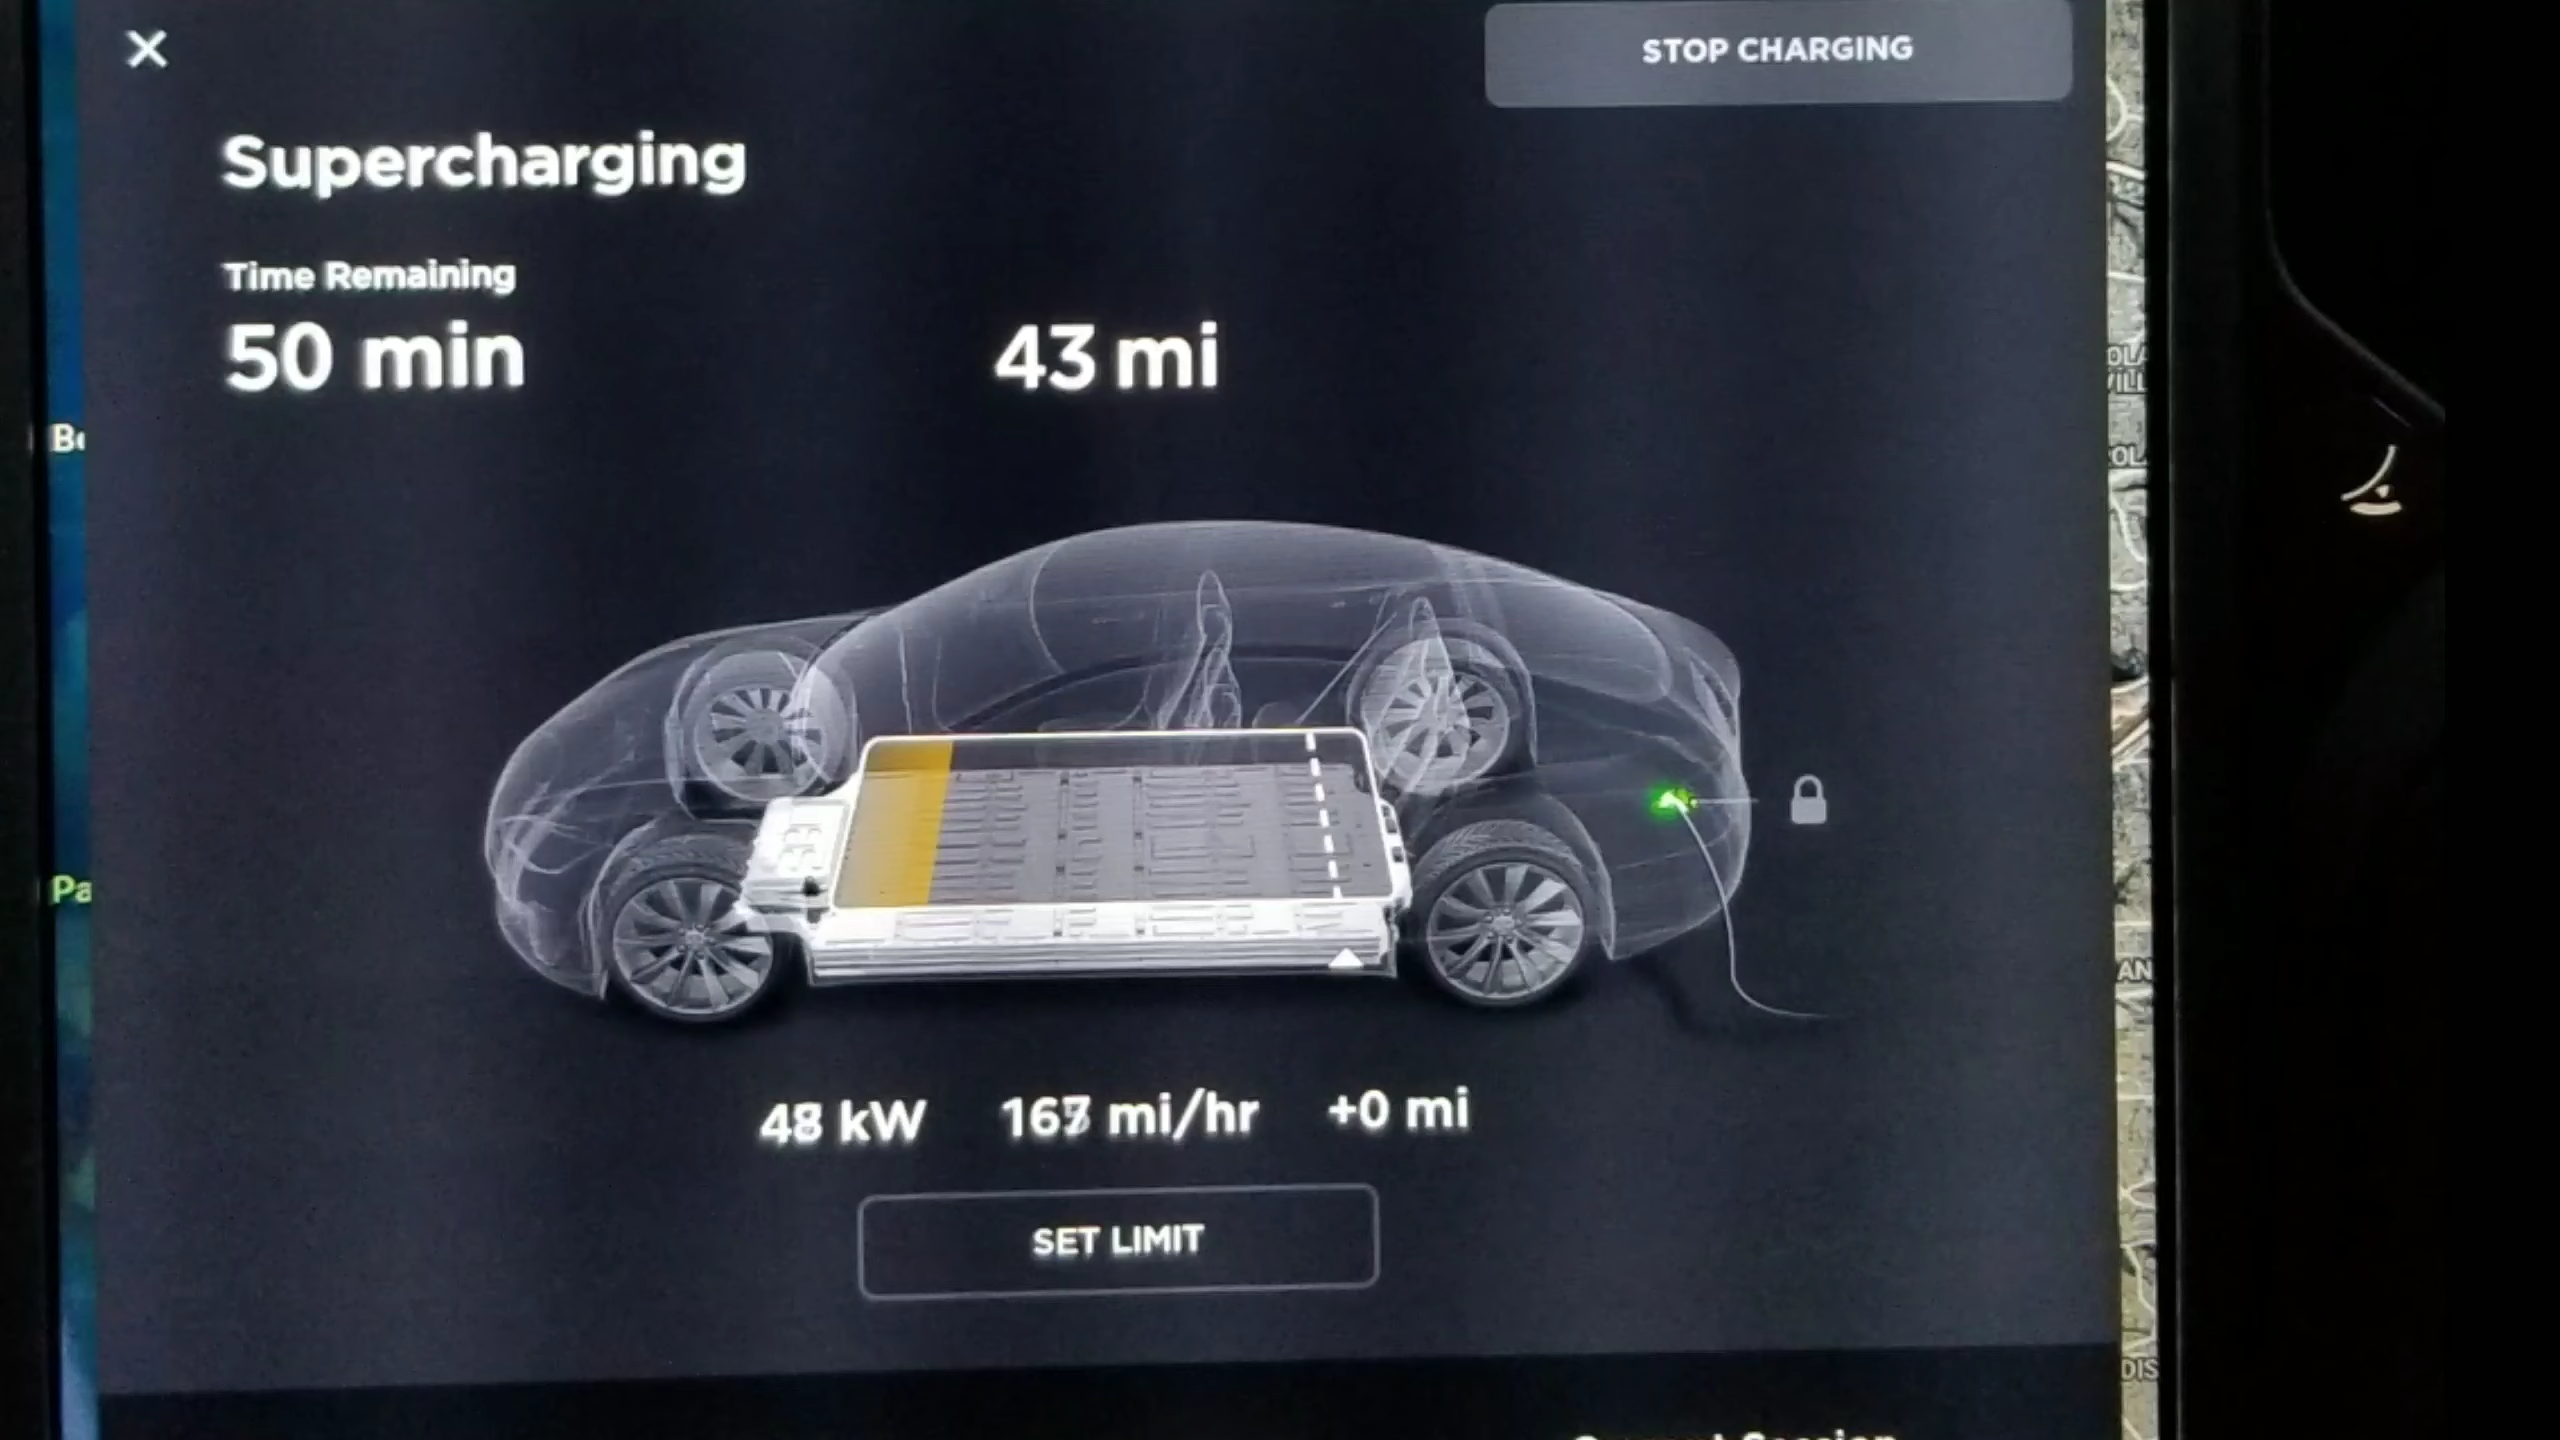 STOP CHARGING
Supercharging
Time Remaining
50 min
43 mi
48 kW
mi/hr
+0 mi
SET LIMIT